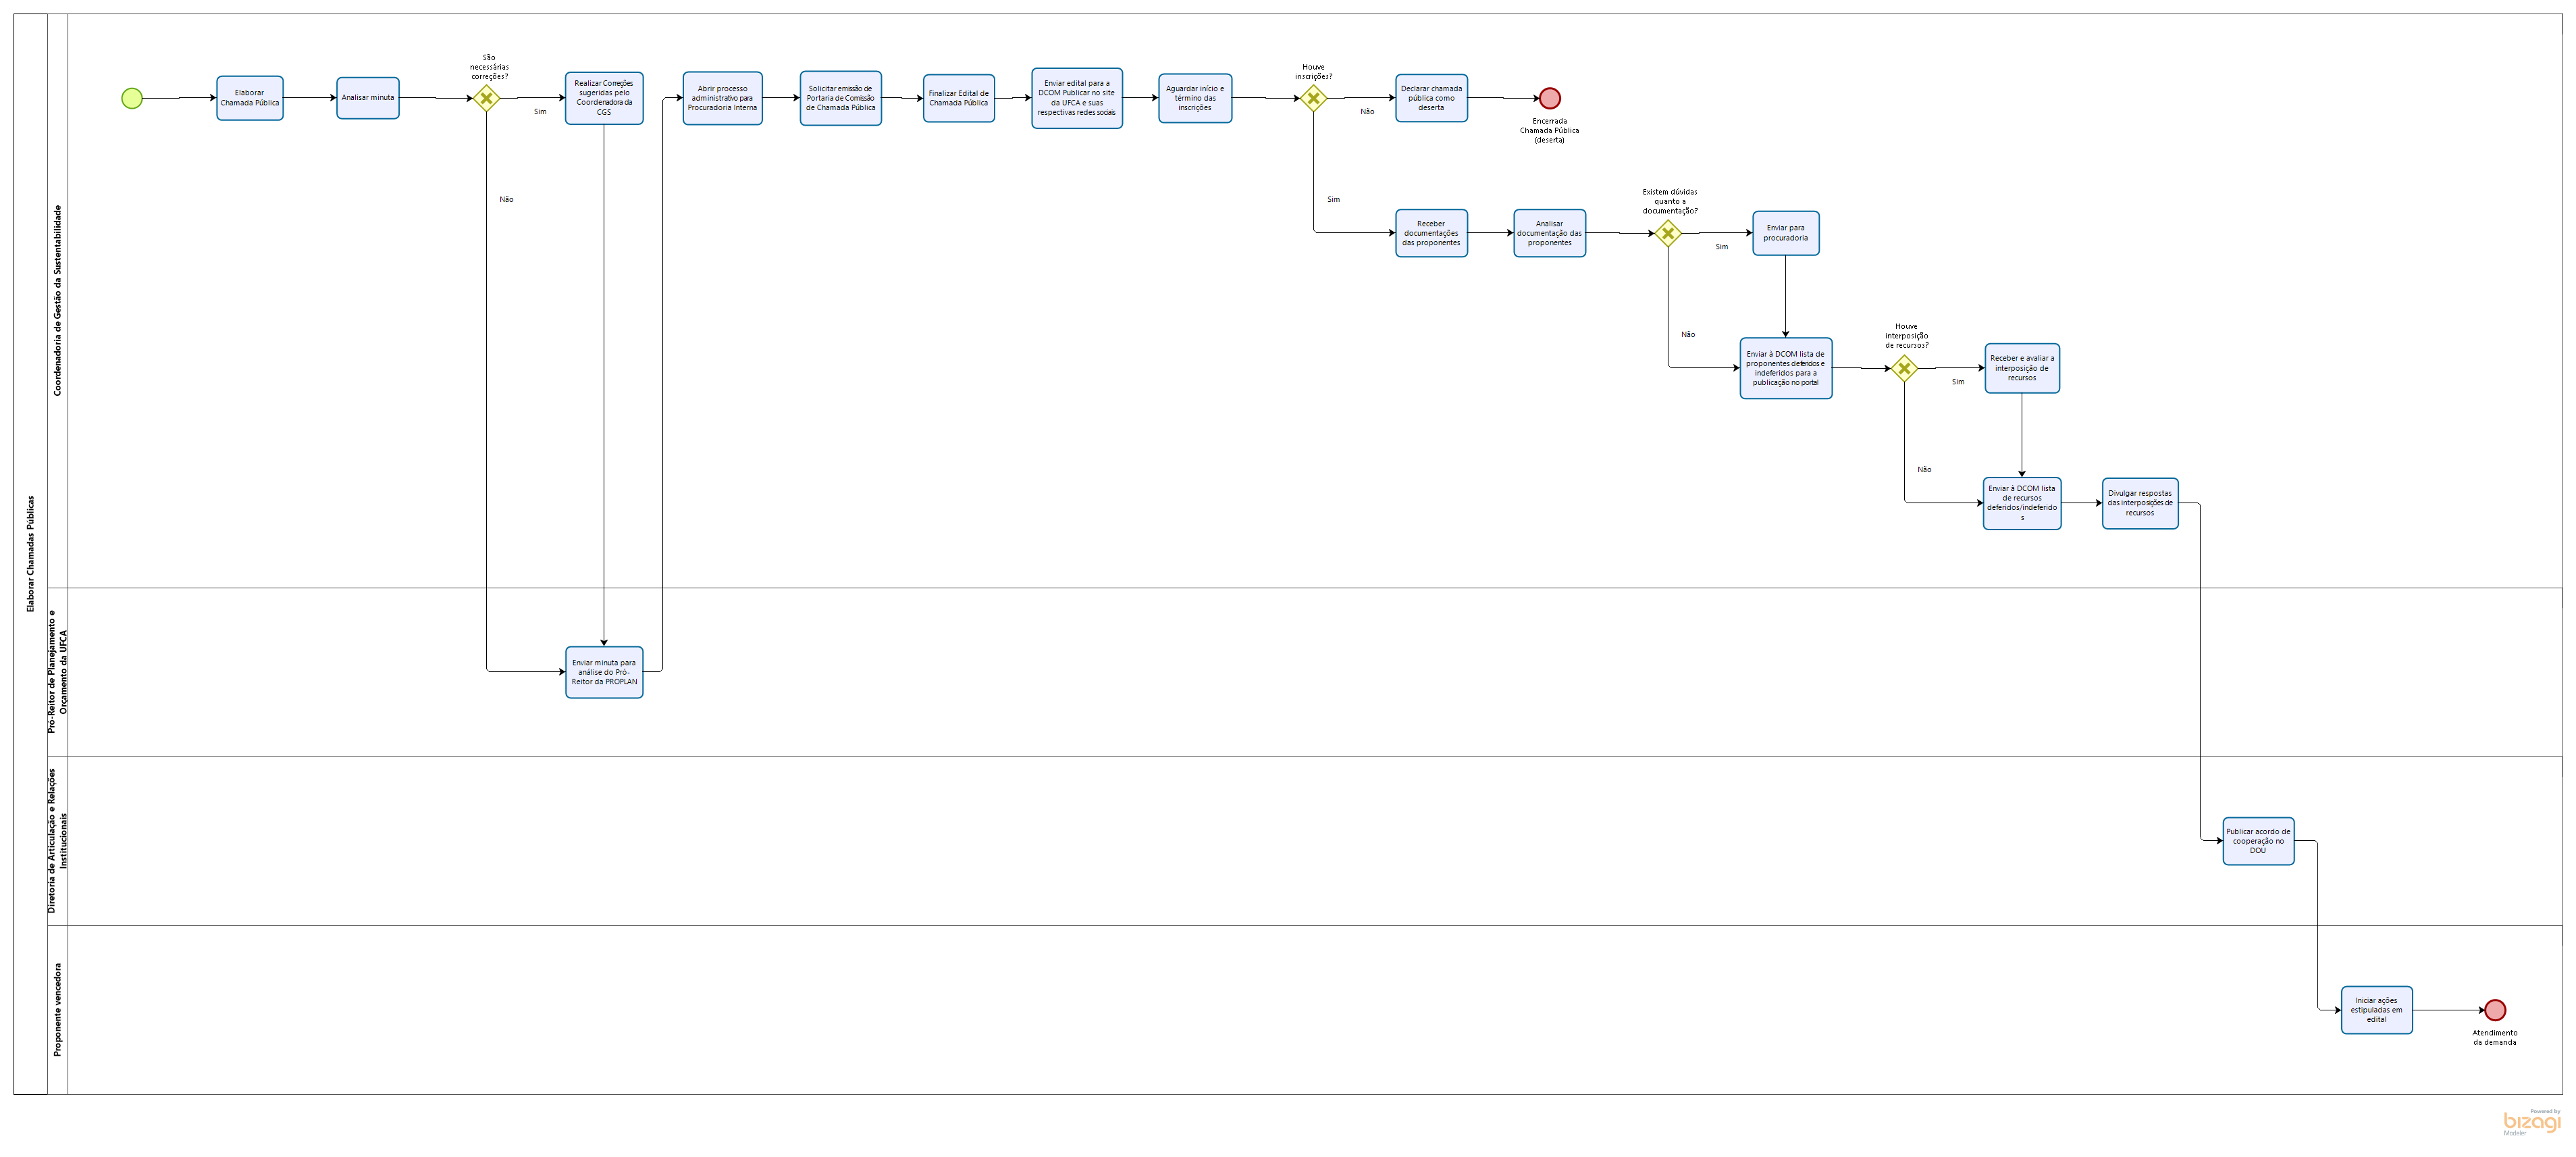 Elaborar Chamadas Públicas
Coordenadoria de Gestão da Sustentabilidade
São
necessárias
correções?
Elaborar
Chamada Pública
Analisar minuta
Sim
Não
Realizar Correções
sugeridas pelo
Coordenadora da
CGS
Abrir processo
administrativo para
Procuradoria Interna
Solicitar emissão de
Portaria de Comissão
de Chamada Pública
Finalizar Edital de
Chamada Pública
Enviar edital para a
DCOM Publicar no site
da UFCA e suas
respectivas redes sociais
Aguardar início e
término das
inscrições
Houve
inscrições?
Não
Sim
Declarar chamada
pública como
deserta
Encerrada
Chamada Pública
(deserta)
Receber
documentações
das proponentes
Analisar
documentação das
proponentes
Existem dúvidas
quanto a
documentação?
Sim
Não
Enviar para
procuradoria
Enviar à DCOM lista de
proponentes deferidos e
indeferidos para a
publicação no portal
Houve
interposição
de recursos?
Sim
Não
Receber e avaliar a
interposição de
recursos
Enviar à DCOM lista
de recursos
deferidos/indeferido
s
Divulgar respostas
das interposições de
recursos
Pró-Reitor de Planejamento e
Orçamento da UFCA
Enviar minuta para
análise do Pró-
Reitor da PROPLAN
Diretoria de Articulação e Relações
Institucionais
Publicar acordo de
cooperação no
DOU
Proponente vencedora
Iniciar ações
estipuladas em
edital
Atendimento
da demanda
Powered by
bizagi
Modeler